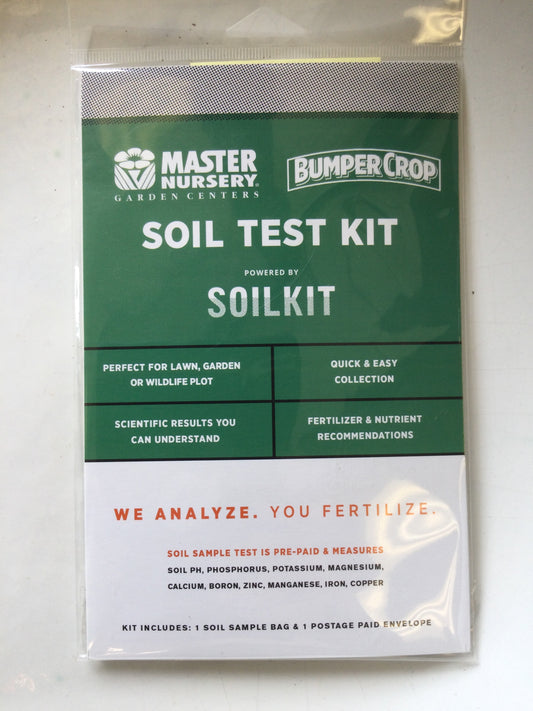 MASTER
NURSERY®
GARDEN CENTERS
BUMPER CROP
SOIL TEST KIT
POWERED BY
SOILKIT
PERFECT FOR LAWN, GARDEN
OR WILDLIFE PLOT
QUICK & EASY
COLLECTION
SCIENTIFIC RESULTS YOU
CAN UNDERSTAND
FERTILIZER & NUTRIENT
RECOMMENDATIONS
WE ANALYZE. YOU FERTILIZE.
SOIL SAMPLE TEST IS PRE-PAID & MEASURES
SOIL PH, PHOSPHORUS, POTASSIUM, MAGNESIUM,
CALCIUM, BORON, ZINC, MANGANESE, IRON, COPPER
KIT INCLUDES: 1 SOIL SAMPLE BAG & 1 POSTAGE PAID ENVELOPE